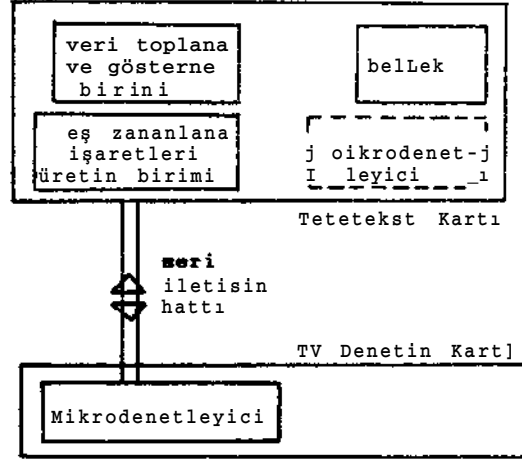 veri toplana
ve gösterne
birini
belLek
eş zananlana
işaretleri
üretin birimi
j oikrodenet-j
I leyici _ı
Tetetekst Kartı
seri
iletisin
hattı
TV Denetin Kart]
Mikrodenetleyici